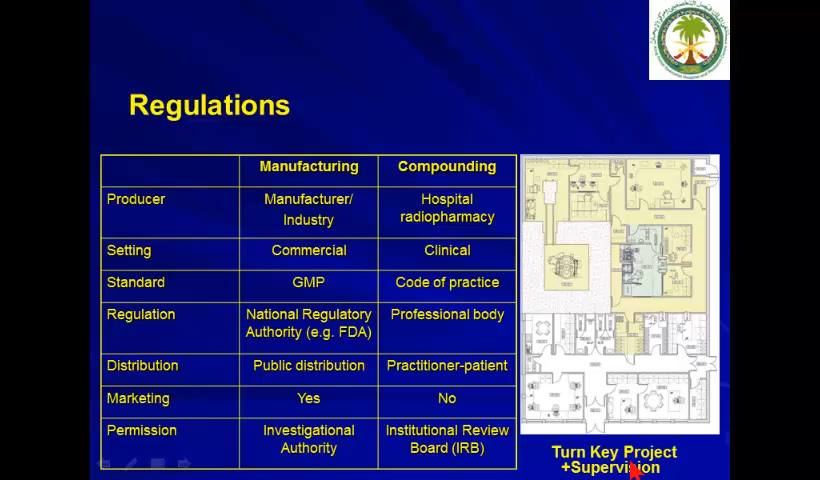 Regulations
Manufacturing
Compounding
Producer
Manufacturer/
Industry
Hospital
radiopharmacy
Setting
Commercial
Clinical
Standard
GMP
Code of practice
Regulation
National Regulatory
Authority (e.g. FDA)
Professional body
Distribution
Public distribution
Practitioner-patient
Marketing
Yes
No
Permission
Investigational
Authority
Institutional Review
Board (IRB)
Turn Key Project
+Supervision